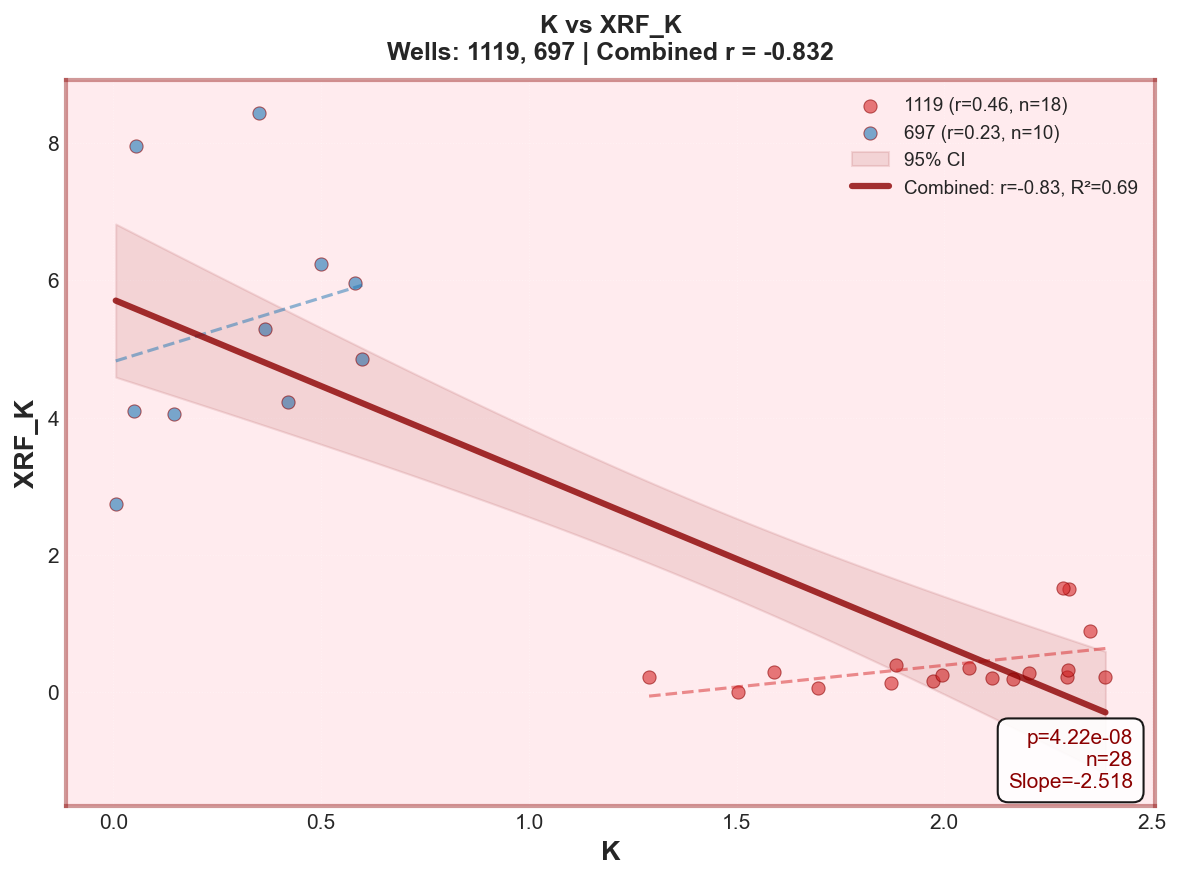 K vs XRF_K
Wells: 1119, 697 | Combined r = -0.832
1119 (r=0.46, n=18)
697 (r=0.23, n=10)
95% CI
Combined: r=-0.83, R²=0.69
XRF_K
8
6
4
2
0
p=4.22e-08
n=28
Slope=-2.518
0.0 0.5 1.0 1.5 2.0 2.5
K